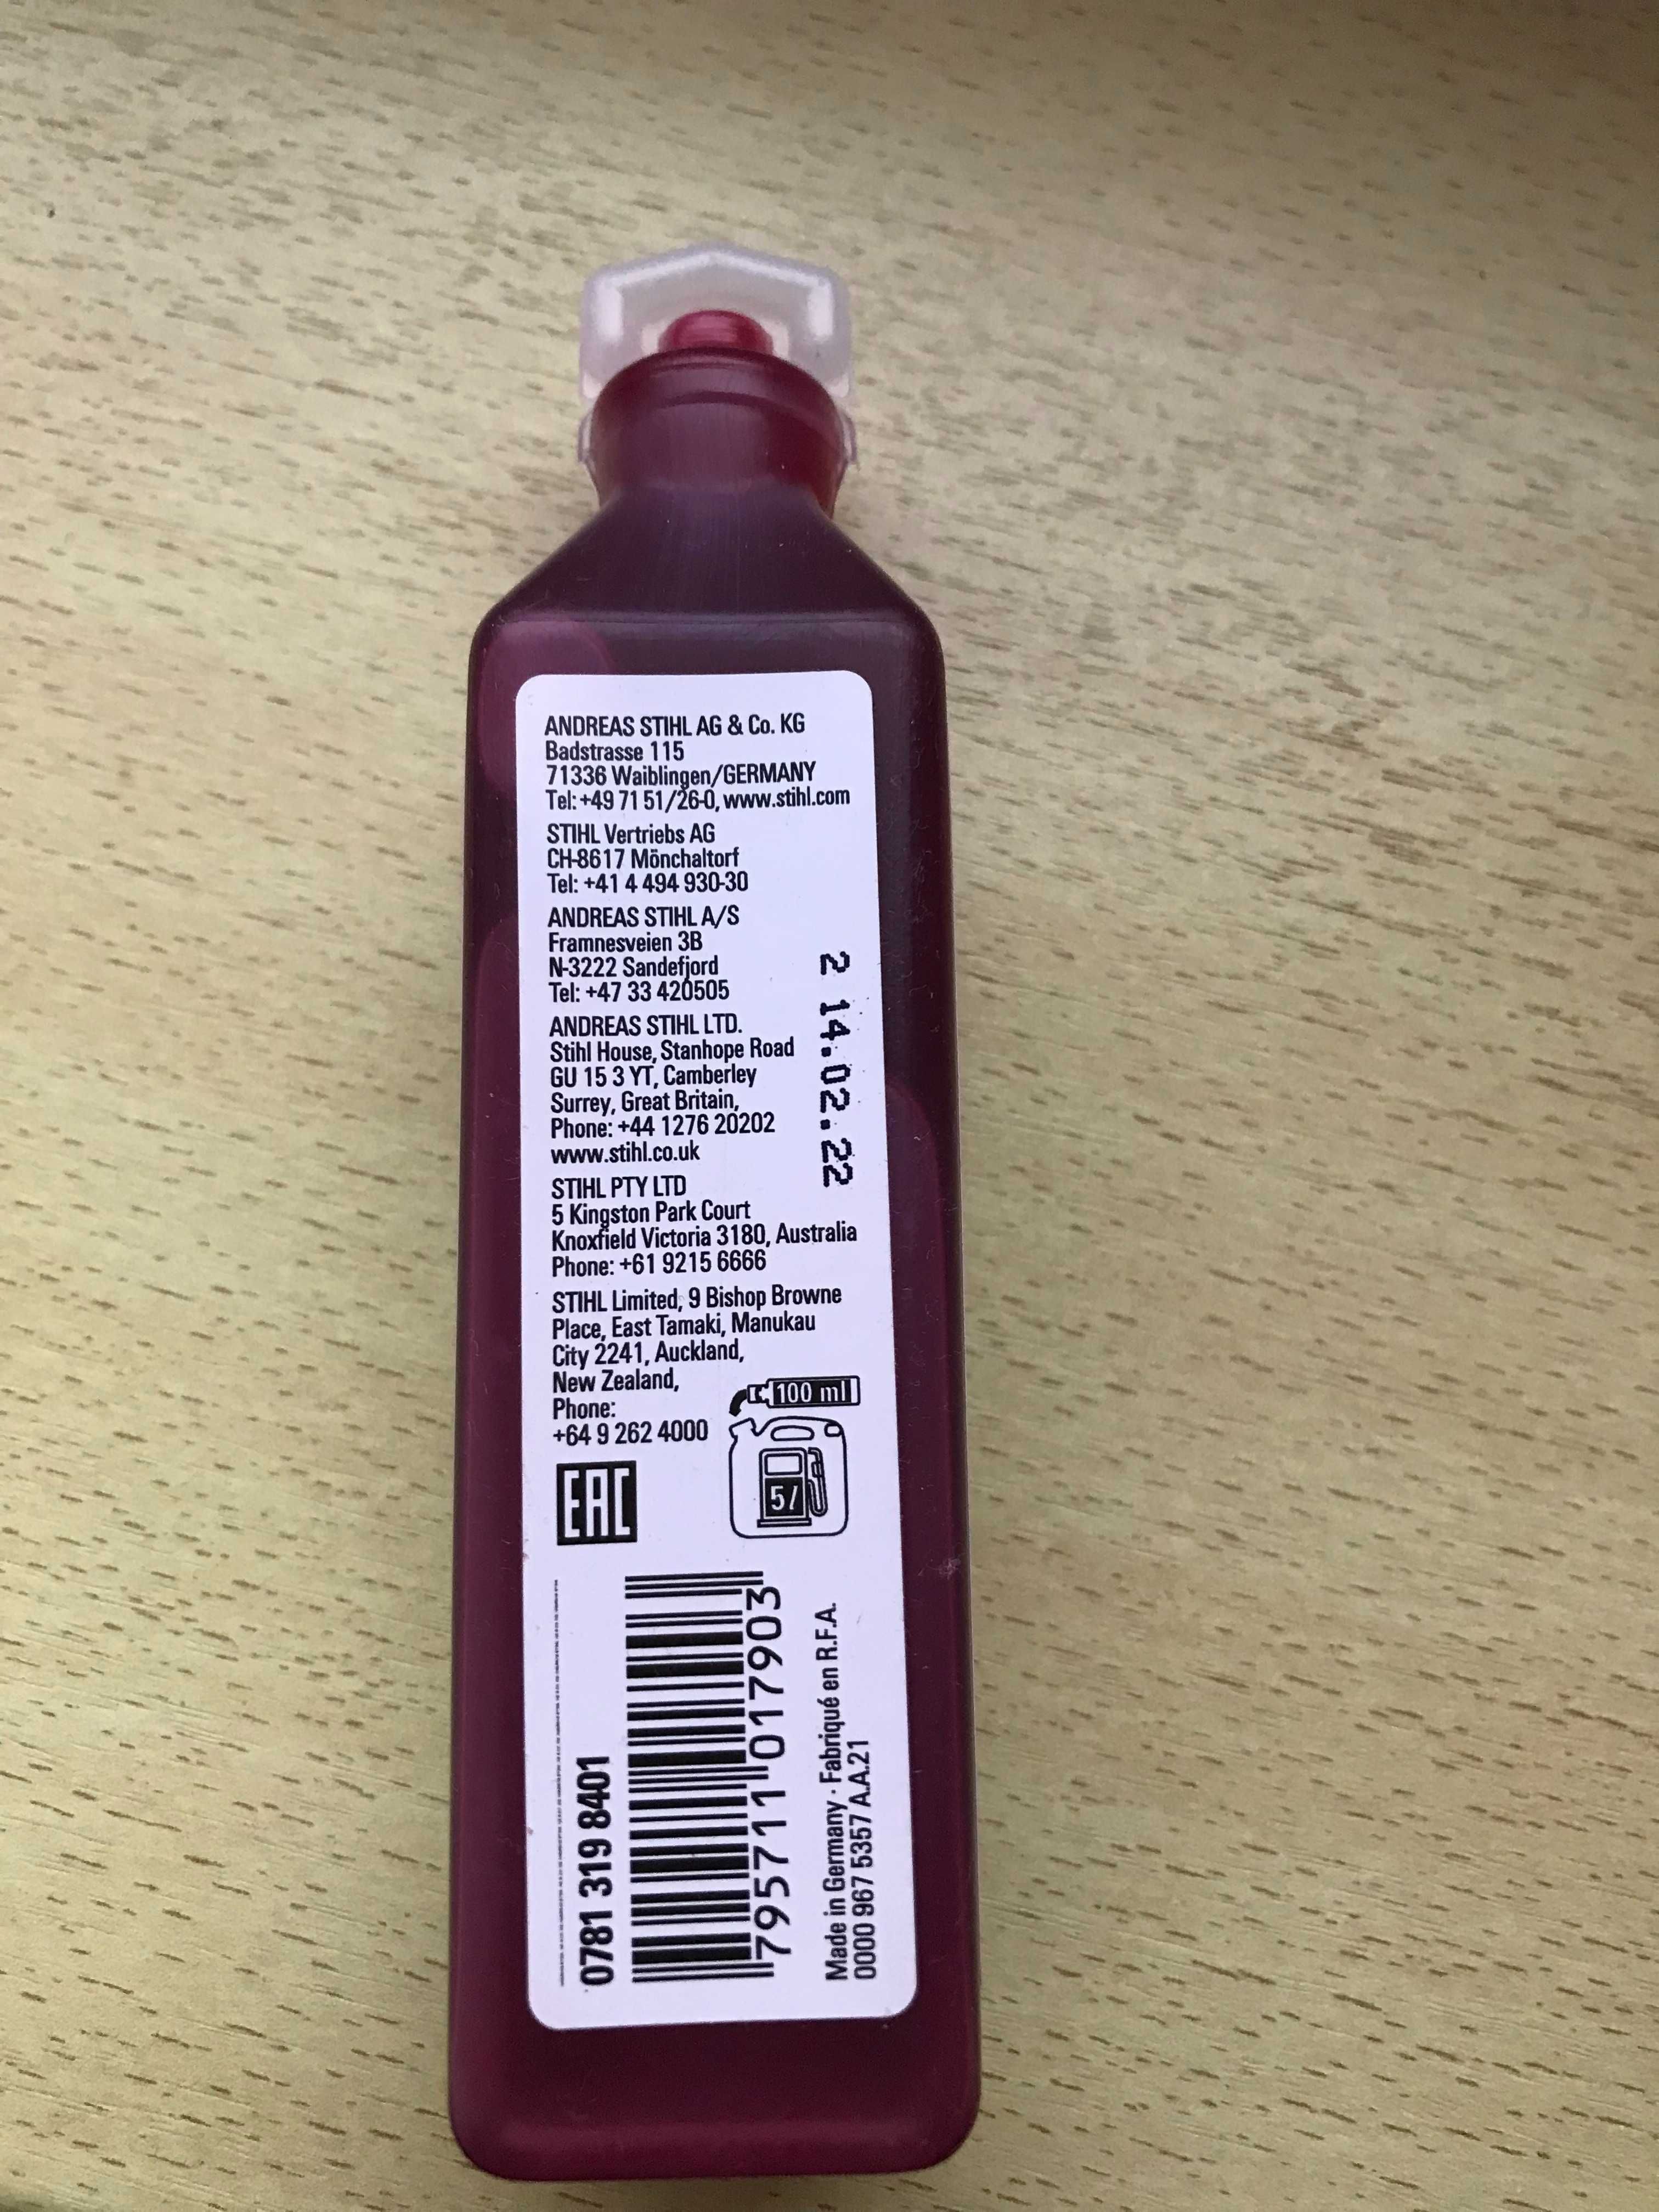 ANDREAS STIHL AG & Co. KG
Badstrasse 115
71336 Waiblingen/GERMANY
Tel: +49 71 51/26-0, www.stihl.com
STIHL Vertriebs AG
CH-8617 Mönchaltorf
Tel: +41 4 494 930-30
ANDREAS STIHL A/S
Framnesveien 3B
N-3222 Sandefjord
Tel: +47 33 420505
ANDREAS STIHL LTD.
Stihl House, Stanhope Road
GU 15 3 YT, Camberley
Surrey, Great Britain,
Phone: +44 1276 20202
www.stihl.co.uk
STIHL PTY LTD
5 Kingston Park Court
Knoxfield Victoria 3180, Australia
Phone: +61 9215 6666
STIHL Limited, 9 Bishop Browne
Place, East Tamaki, Manukau
City 2241, Auckland,
New Zealand,
Phone:
+64 9 262 4000
2 14.02.22
100 ml
5l
EAC
0781 319 8401
795711 017903
Made in Germany · Fabriqué en R.F.A.
0000 967 5357 A.A.21